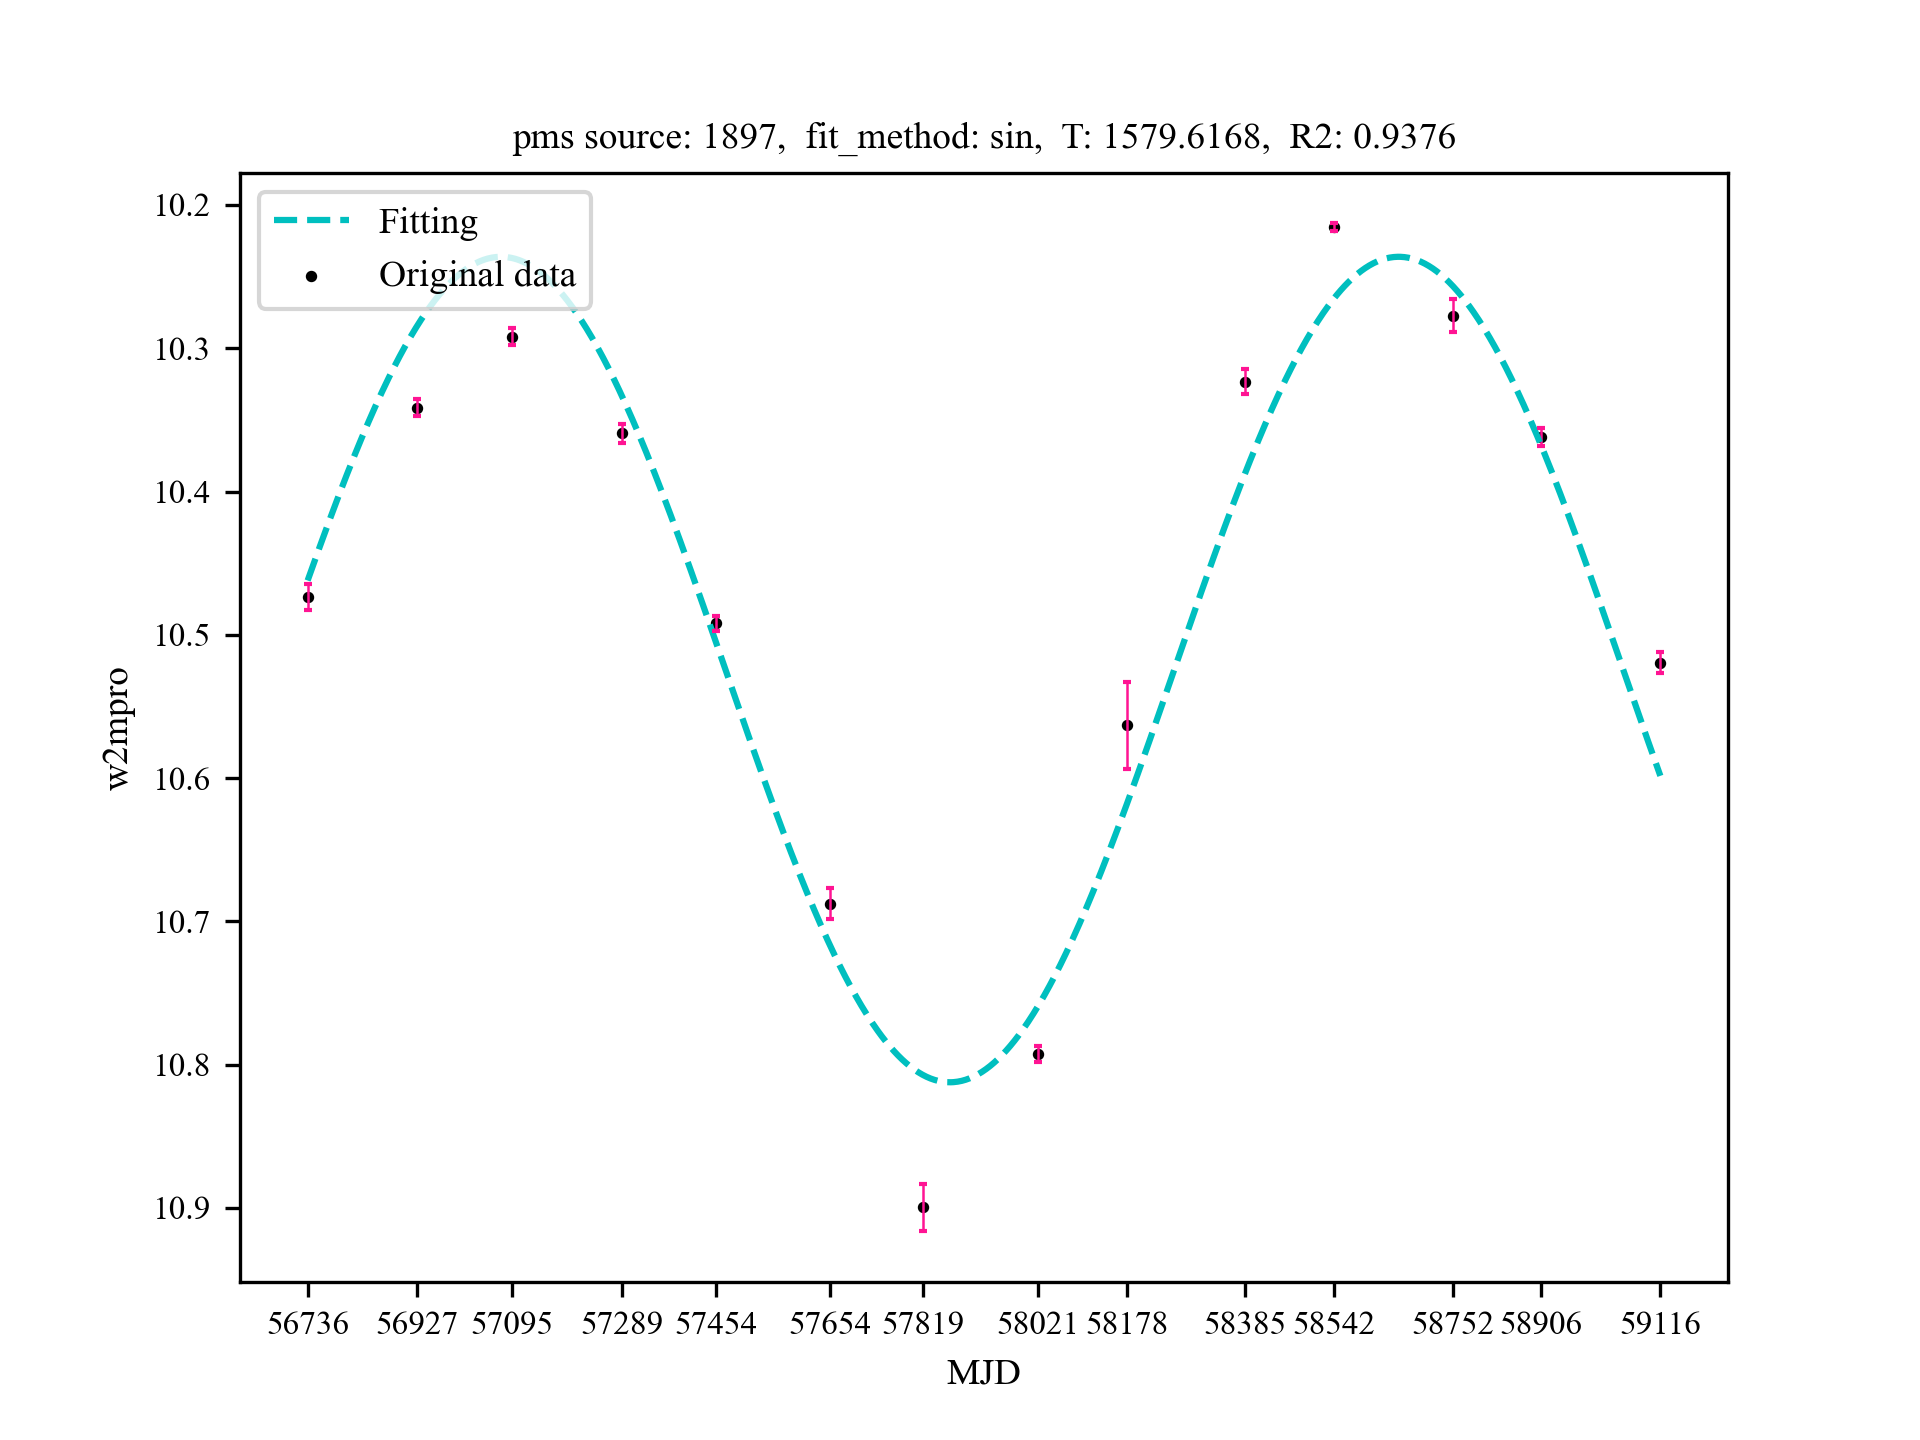 pms source: 1897, fit_method: sin, T: 1579.6168, R2: 0.9376
Fitting
Original data
10.2
10.3
10.4
10.5
10.6
10.7
10.8
10.9
w2mpro
56736 56927 57095 57289 57454 57654 57819 58021 58178 58385 58542 58752 58906 59116
MJD